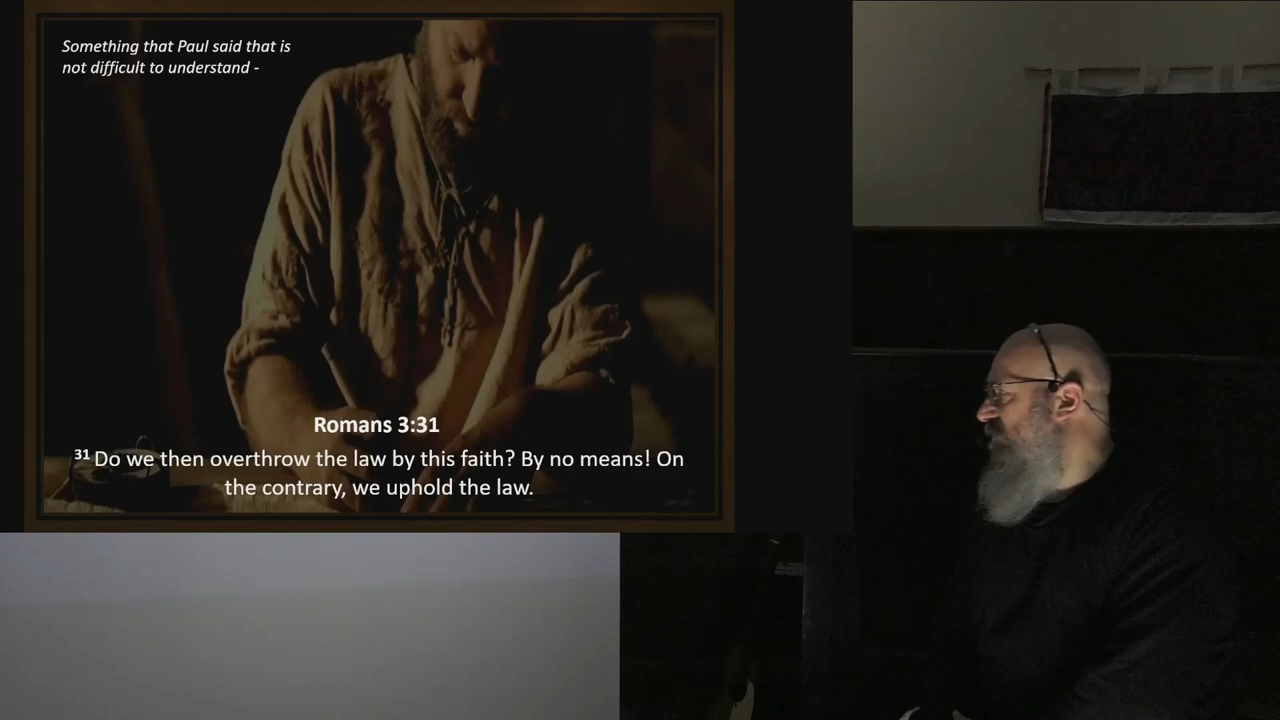 Something that Paul said that is
not difficult to understand -
Romans 3:31
31 Do we then overthrow the law by this faith? By no means! On
the contrary, we uphold the law.